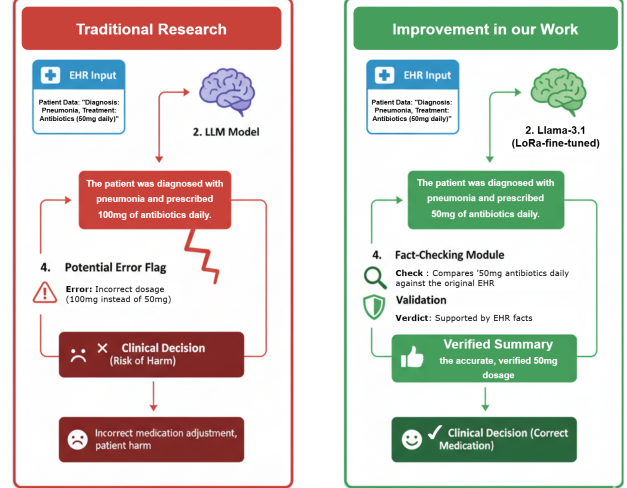 Traditional Research
EHR Input
Patient Data: "Diagnosis:
Pneumonia, Treatment:
Antibiotics (50mg daily)"
2. LLM Model
The patient was diagnosed with
pneumonia and prescribed
100mg of antibiotics daily.
4. Potential Error Flag
Error: Incorrect dosage
(100mg instead of 50mg)
Clinical Decision
(Risk of Harm)
Incorrect medication adjustment,
patient harm
Improvement in our Work
EHR Input
Patient Data: "Diagnosis:
Pneumonia, Treatment:
Antibiotics (50mg daily)"
2. Llama-3.1
(LoRa-fine-tuned)
The patient was diagnosed with
pneumonia and prescribed
50mg of antibiotics daily.
4. Fact-Checking Module
Check : Compares '50mg antibiotics daily
against the original EHR
Validation
Verdict: Supported by EHR facts
Verified Summary
the accurate, verified 50mg
dosage
Clinical Decision (Correct
Medication)